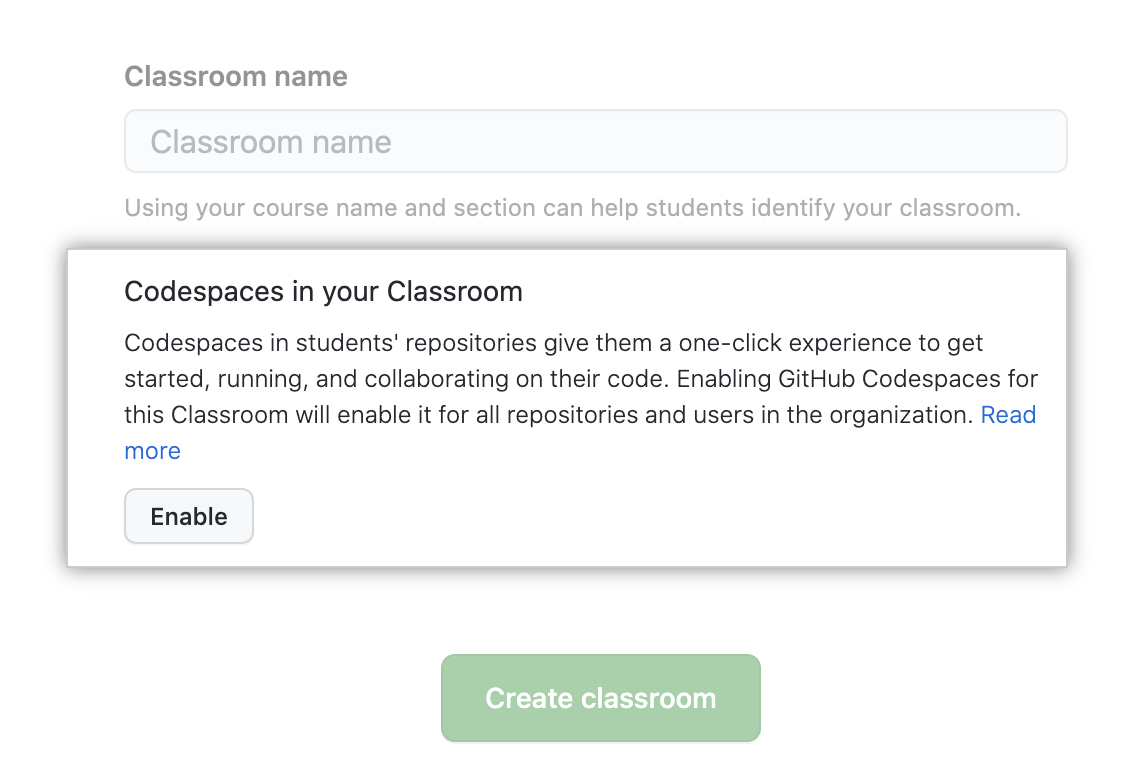 Classroom name
Classroom name
Using your course name and section can help students identify your classroom.
Codespaces in your Classroom
Codespaces in students' repositories give them a one-click experience to get
started, running, and collaborating on their code. Enabling GitHub Codespaces for
this Classroom will enable it for all repositories and users in the organization. Read
more
Enable
Create classroom